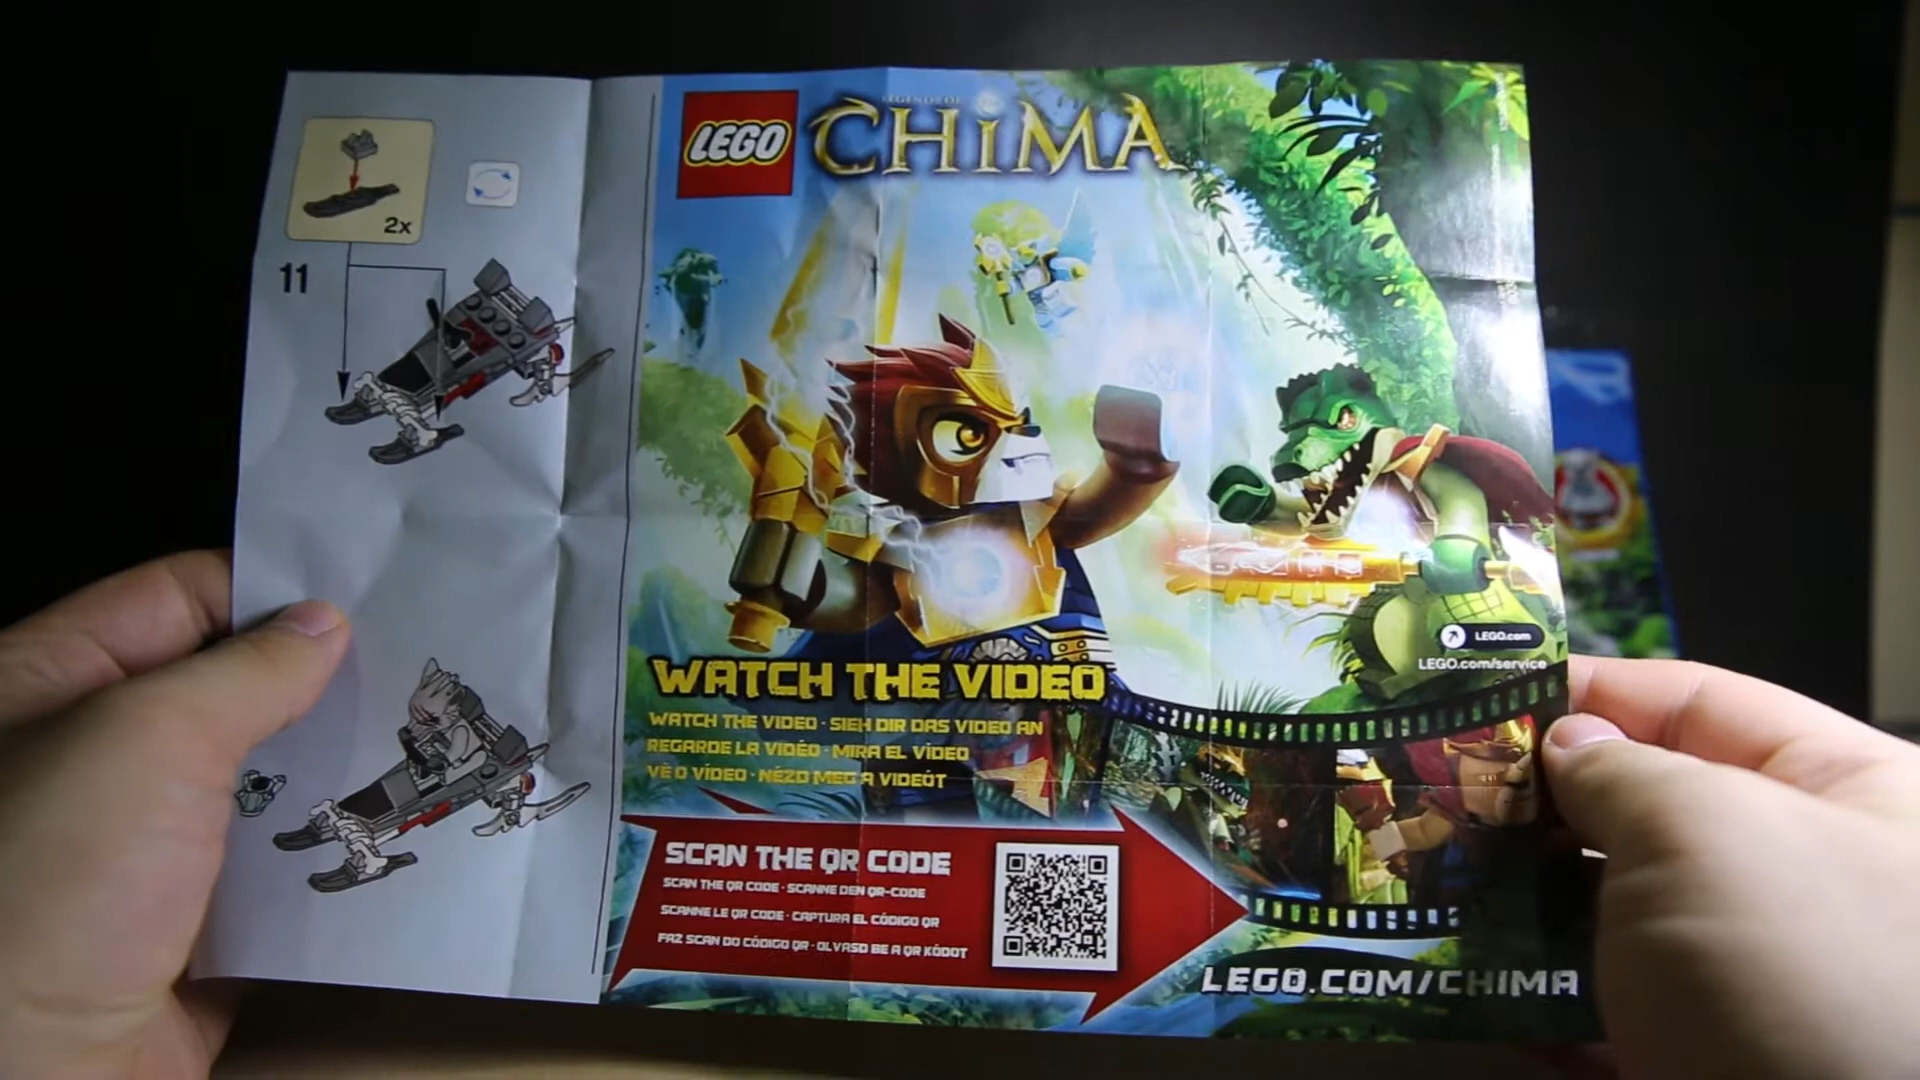 2x
11
LEGO
LEGENDS OF
CHIMA
LEGO.com
LEGO.com/service
WATCH THE VIDEO
WATCH THE VIDEO · SIEH DIR DAS VIDEO AN
REGARDE LA VIDÉO · MIRA EL VÍDEO
VÊ O VÍDEO · NÉZD MEG A VIDEÓT
SCAN THE QR CODE
SCAN THE QR CODE · SCANNE DEN QR-CODE
SCANNE LE QR CODE · CAPTURA EL CÓDIGO QR
FAZ SCAN DO CÓDIGO QR · OLVASD BE A QR KÓDOT
LEGO.COM/CHIMA